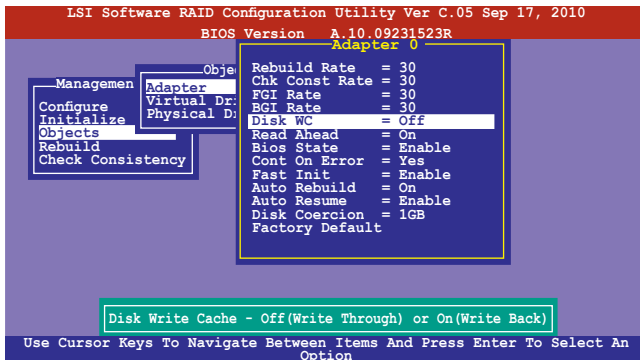 LSI Software RAID Configuration Utility Ver C.05 Sep 17, 2010
BIOS Version A.10.09231523R
Managemen
Configure
Initialize
Objects
Rebuild
Check Consistency
Obje
Adapter
Virtual Dri
Physical D
Adapter 0
Rebuild Rate = 30
Chk Const Rate = 30
FGI Rate = 30
BGI Rate = 30
Disk WC = Off
Read Ahead = On
Bios State = Enable
Cont On Error = Yes
Fast Init = Enable
Auto Rebuild = On
Auto Resume = Enable
Disk Coercion = 1GB
Factory Default
Disk Write Cache - Off(Write Through) or On(Write Back)
Use Cursor Keys To Navigate Between Items And Press Enter To Select An
Option